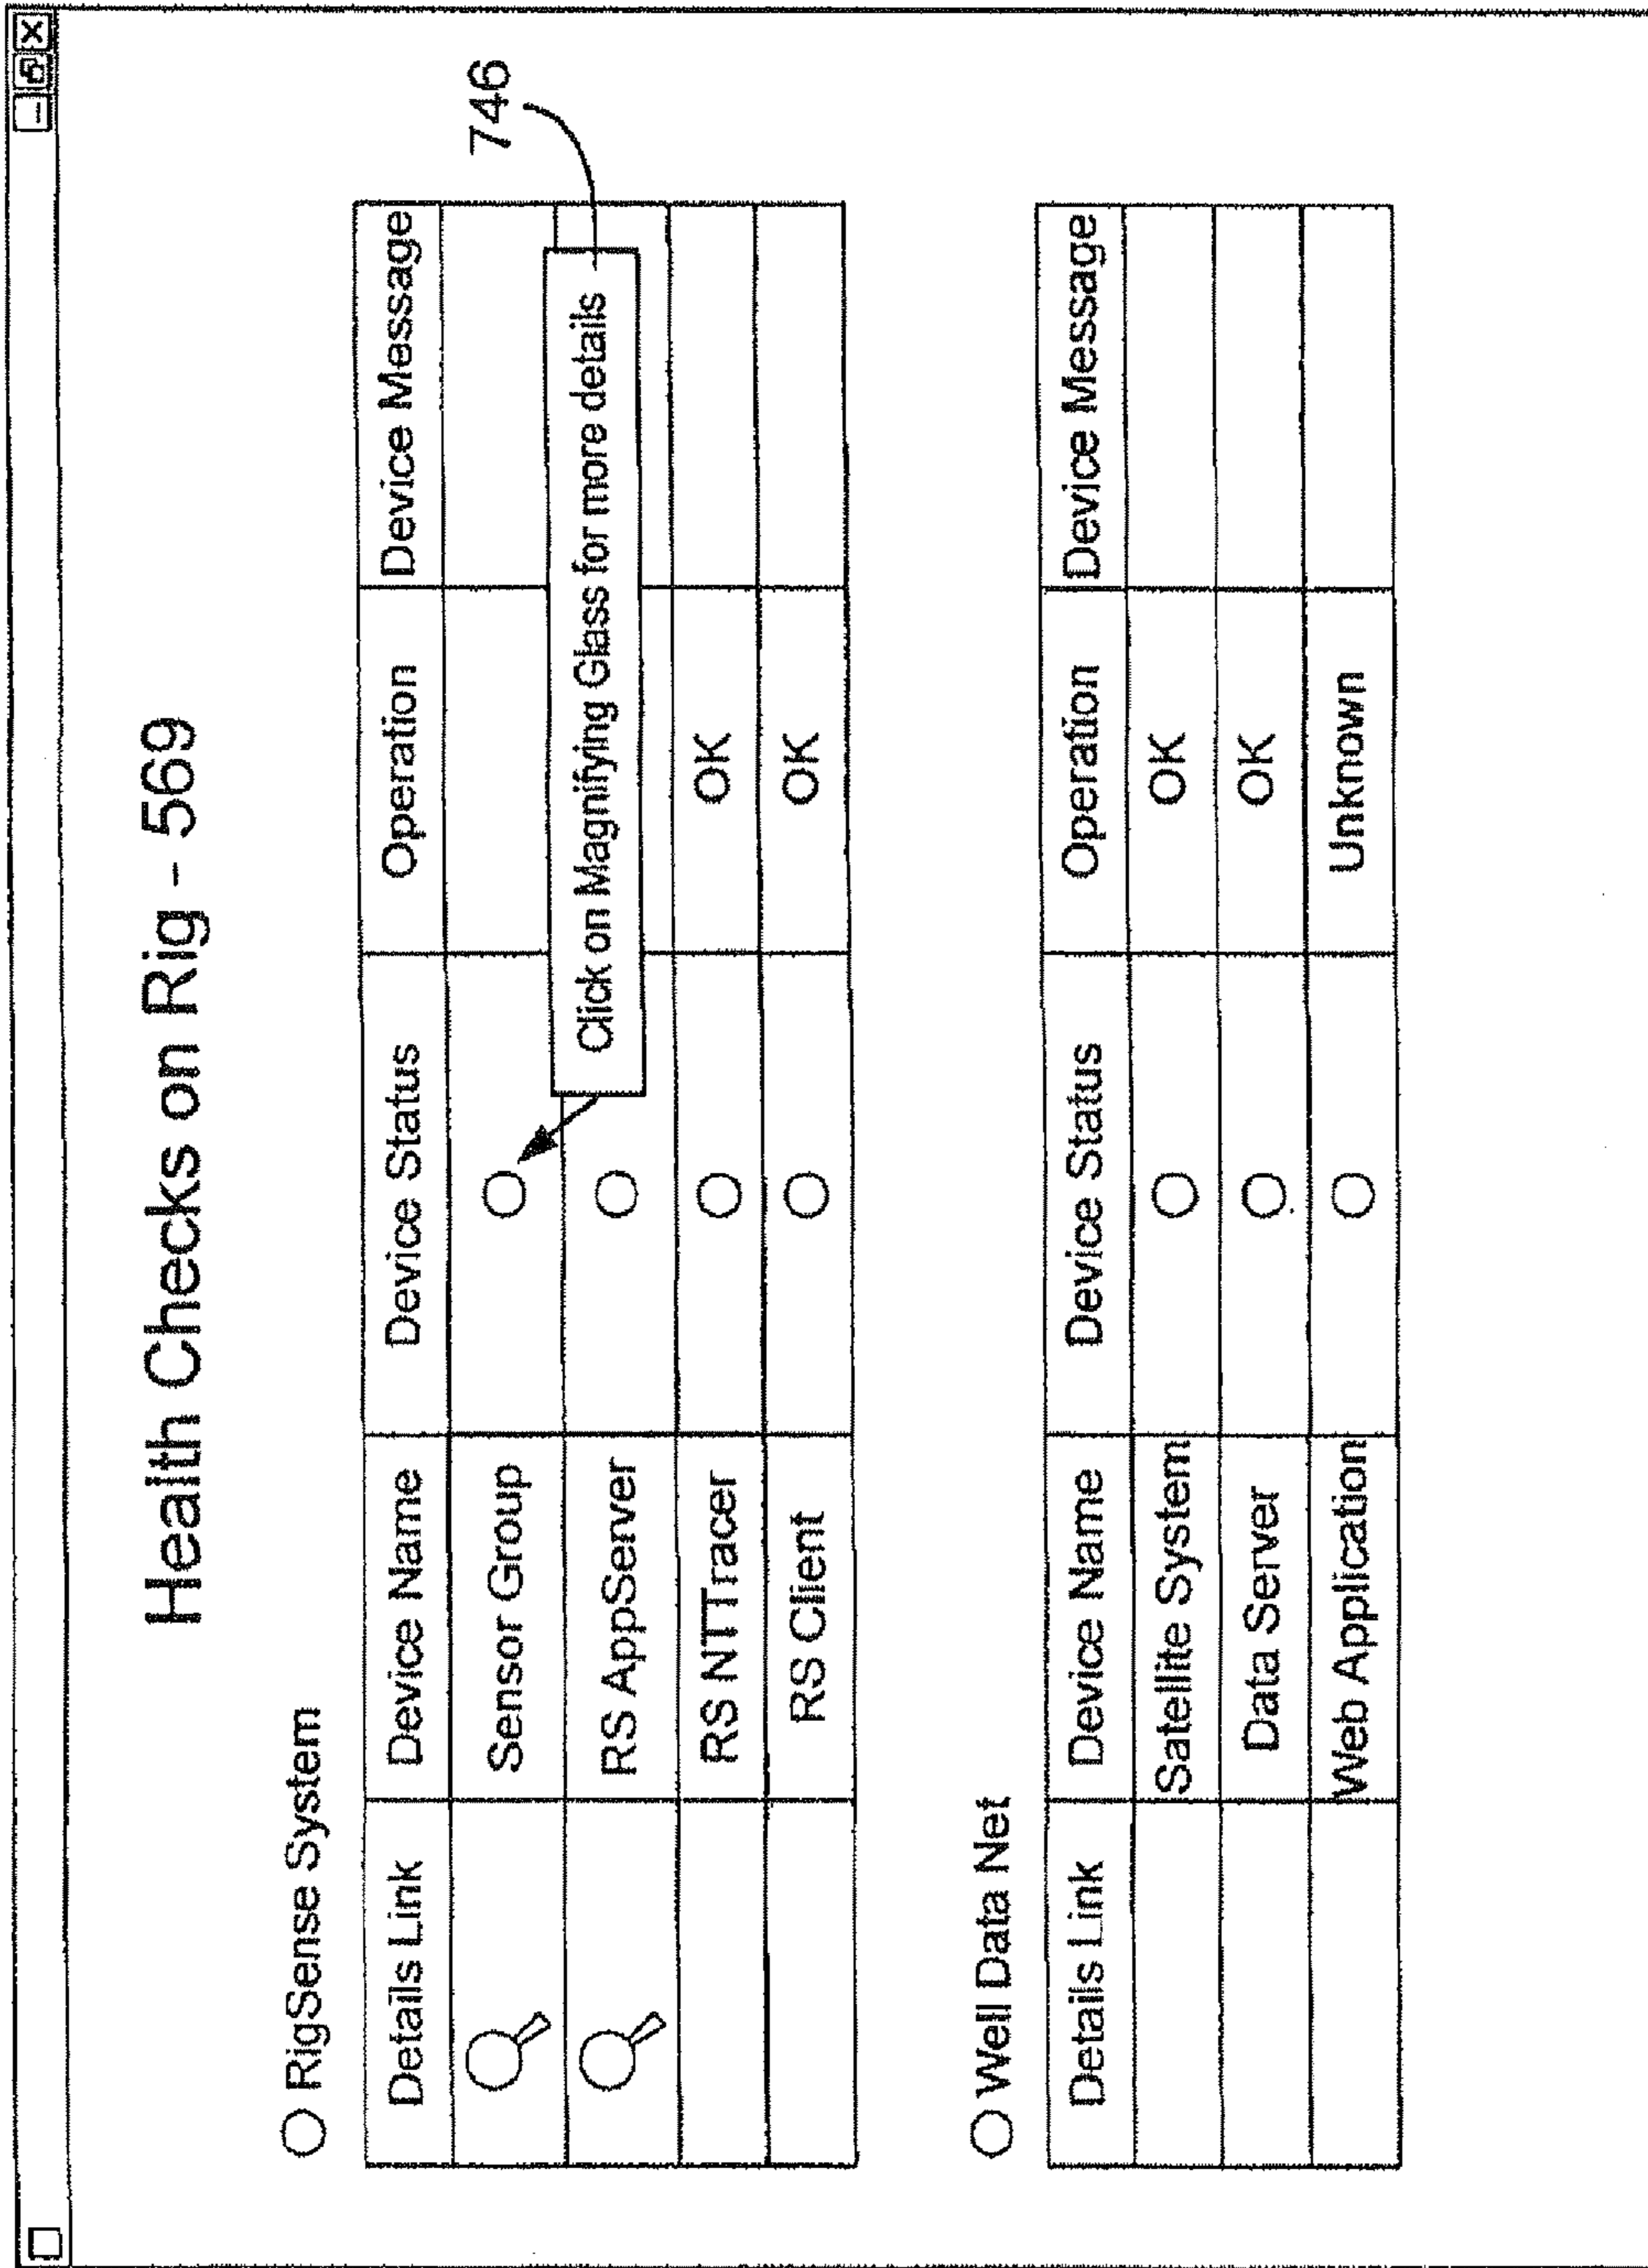 Health Checks on Rig - 569
RigSense System
746
Details Link Device Name Device Status Operation Device Message
Sensor Group
Click on Magnifying Glass for more details
RS AppServer
RS NTTracer OK
RS Client OK
Well Data Net
Details Link Device Name Device Status Operation Device Message
Satellite System OK
Data Server OK
Web Application Unknown